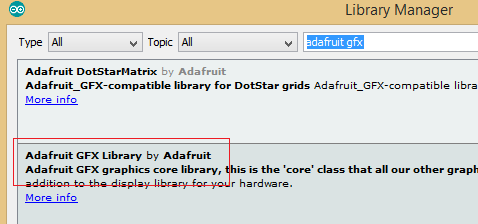 Library Manager
Type All Topic All adafruit gfx
Adafruit DotStarMatrix by Adafruit
Adafruit_GFX-compatible library for DotStar grids Adafruit_GFX-compatible libra
More info
Adafruit GFX Library by Adafruit
Adafruit GFX graphics core library, this is the 'core' class that all our other graph
addition to the display library for your hardware.
More info